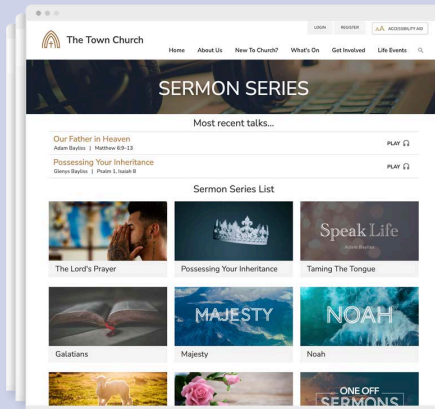 LOGIN REGISTER AA ACCESSIBILITY AID
The Town Church
Home About Us New To Church? What's On Get Involved Life Events
SERMON SERIES
Most recent talks...
Our Father in Heaven
Adam Bayliss | Matthew 6:9-13
PLAY
Possessing Your Inheritance
Glenys Bayliss | Psalm 1, Isaiah 6
PLAY
Sermon Series List
Speak Life
The Lord's Prayer Possessing Your Inheritance Taming The Tongue
MAJESTY NOAH
Galatians Majesty Noah
ONE OFF
SERMONS